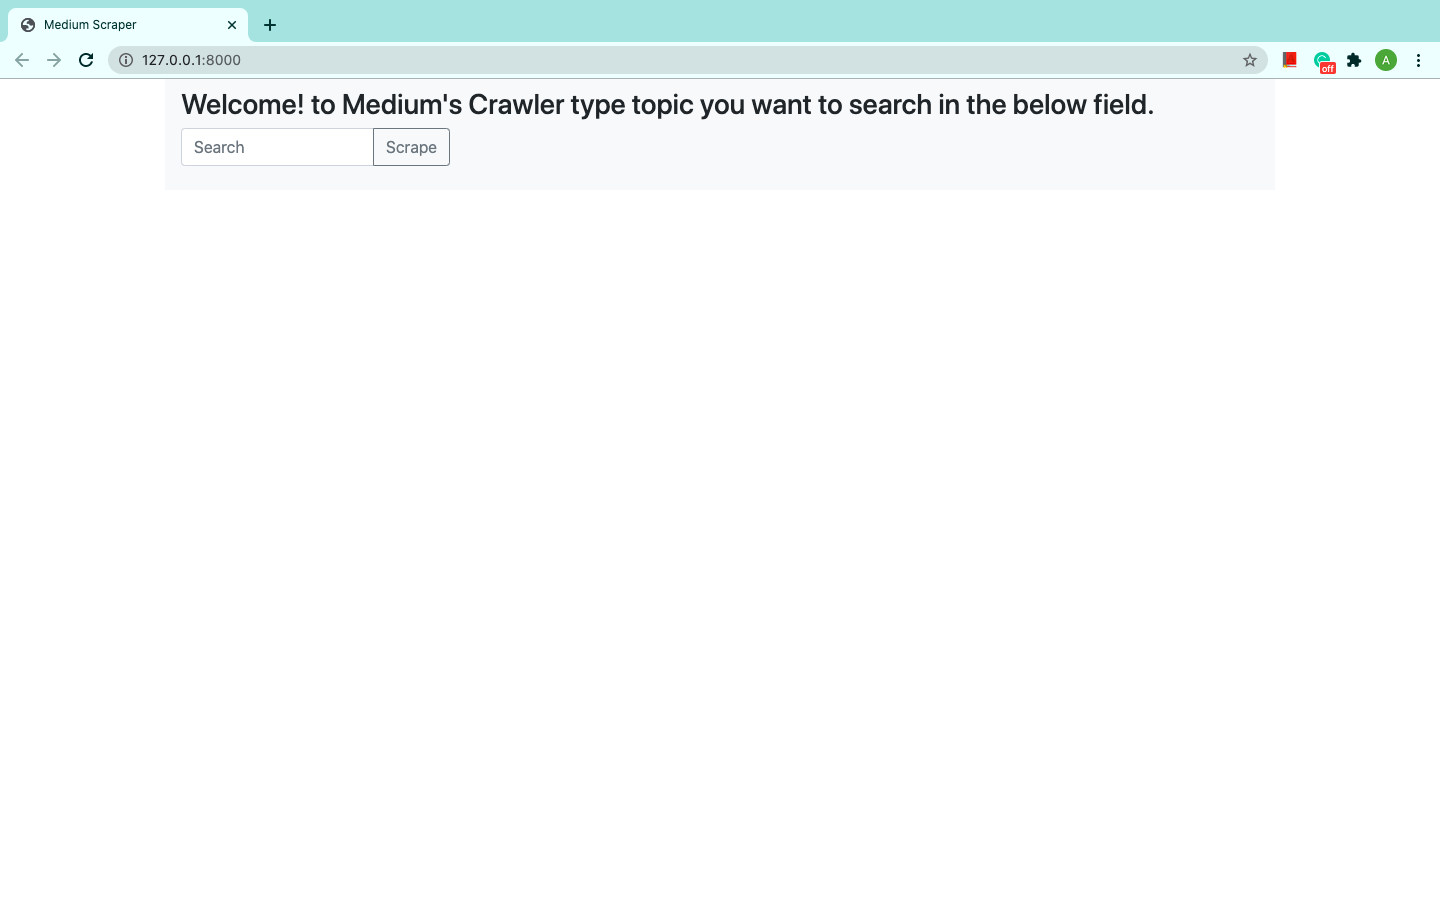 Medium Scraper
127.0.0.1:8000
off
A
Welcome! to Medium's Crawler type topic you want to search in the below field.
Search
Scrape